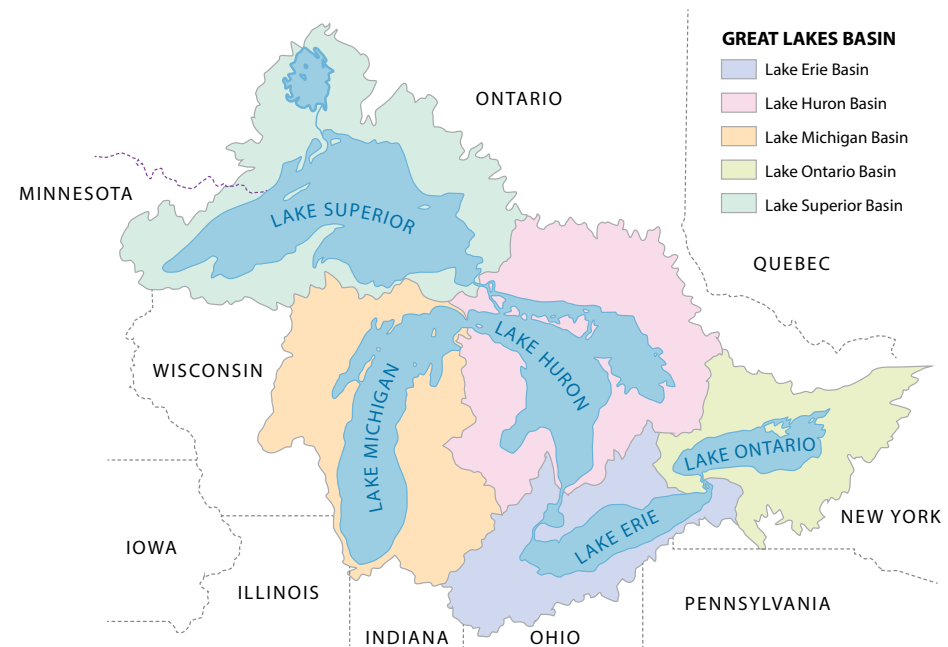 GREAT LAKES BASIN
Lake Erie Basin
Lake Huron Basin
Lake Michigan Basin
Lake Ontario Basin
Lake Superior Basin
ONTARIO
MINNESOTA
LAKE SUPERIOR
QUEBEC
WISCONSIN
LAKE MICHIGAN
LAKE HURON
LAKE ONTARIO
LAKE ERIE
NEW YORK
IOWA
ILLINOIS
PENNSYLVANIA
INDIANA
OHIO